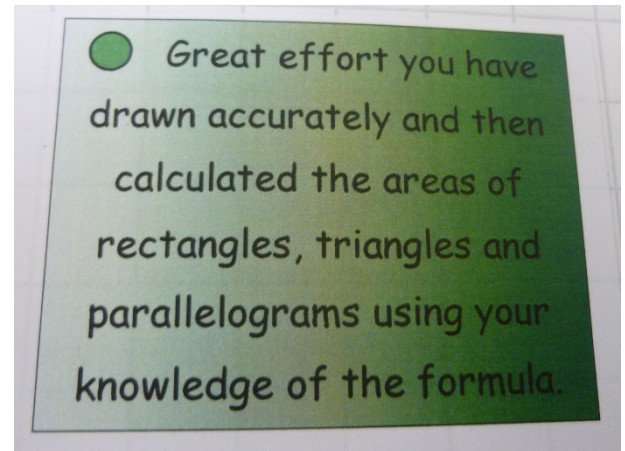 Great effort you have
drawn accurately and then
calculated the areas of
rectangles, triangles and
parallelograms using your
knowledge of the formula.